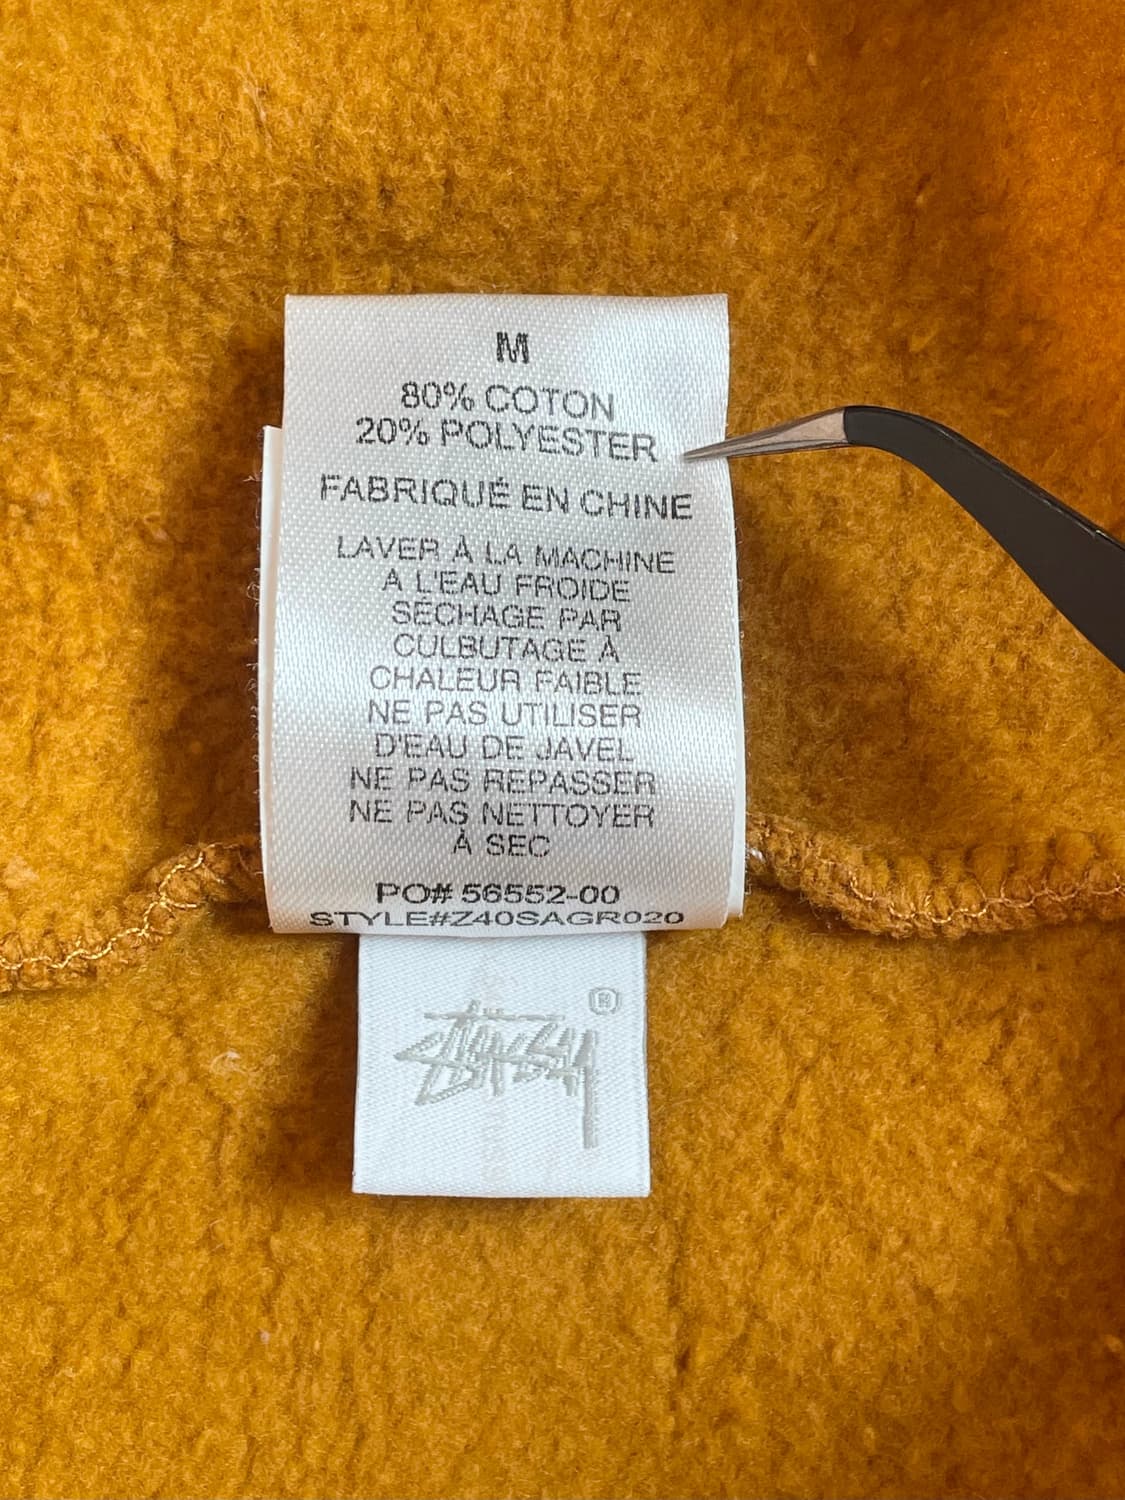 M
80% COTON
20% POLYESTER
FABRIQUÉ EN CHINE
LAVER À LA MACHINE
A L'EAU FROIDE
SÉCHAGE PAR
CULBUTAGE À
CHALEUR FAIBLE
NE PAS UTILISER
D'EAU DE JAVEL
NE PAS REPASSER
NE PAS NETTOYER
À SEC
PO# 56552-00
STYLE#Z40SAGR020
Stüssy ®